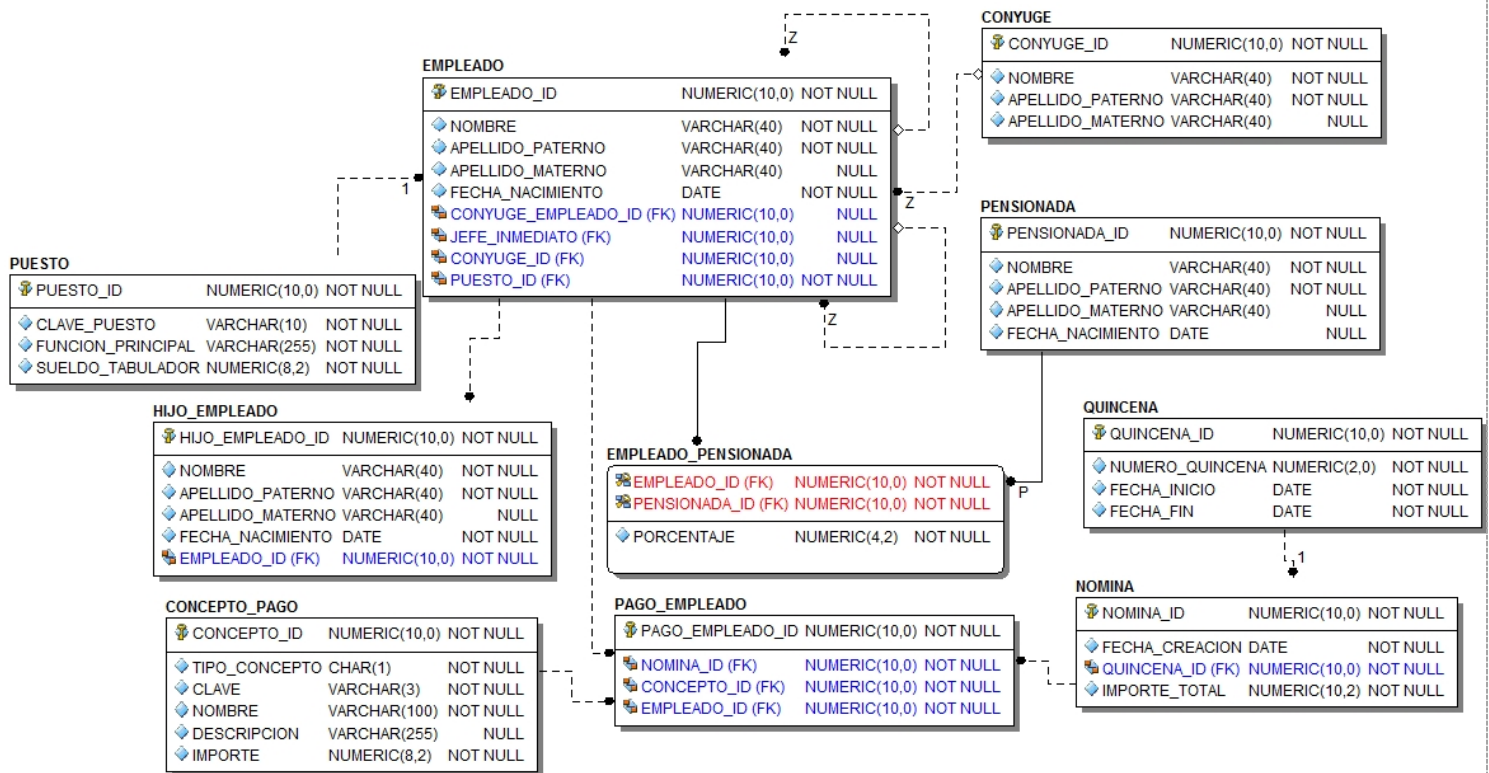 CONYUGE
CONYUGE_ID NUMERIC(10,0) NOT NULL
NOMBRE VARCHAR(40) NOT NULL
APELLIDO_PATERNO VARCHAR(40) NOT NULL
APELLIDO_MATERNO VARCHAR(40) NULL
Z
EMPLEADO
EMPLEADO_ID NUMERIC(10,0) NOT NULL
NOMBRE VARCHAR(40) NOT NULL
APELLIDO_PATERNO VARCHAR(40) NOT NULL
APELLIDO_MATERNO VARCHAR(40) NULL
FECHA_NACIMIENTO DATE NOT NULL
CONYUGE_EMPLEADO_ID (FK) NUMERIC(10,0) NULL
JEFE_INMEDIATO (FK) NUMERIC(10,0) NULL
CONYUGE_ID (FK) NUMERIC(10,0) NULL
PUESTO_ID (FK) NUMERIC(10,0) NOT NULL
1
Z
Z
PENSIONADA
PENSIONADA_ID NUMERIC(10,0) NOT NULL
NOMBRE VARCHAR(40) NOT NULL
APELLIDO_PATERNO VARCHAR(40) NOT NULL
APELLIDO_MATERNO VARCHAR(40) NULL
FECHA_NACIMIENTO DATE NULL
PUESTO
PUESTO_ID NUMERIC(10,0) NOT NULL
CLAVE_PUESTO VARCHAR(10) NOT NULL
FUNCION_PRINCIPAL VARCHAR(255) NOT NULL
SUELDO_TABULADOR NUMERIC(8,2) NOT NULL
HIJO_EMPLEADO
HIJO_EMPLEADO_ID NUMERIC(10,0) NOT NULL
NOMBRE VARCHAR(40) NOT NULL
APELLIDO_PATERNO VARCHAR(40) NOT NULL
APELLIDO_MATERNO VARCHAR(40) NULL
FECHA_NACIMIENTO DATE NOT NULL
EMPLEADO_ID (FK) NUMERIC(10,0) NOT NULL
EMPLEADO_PENSIONADA
EMPLEADO_ID (FK) NUMERIC(10,0) NOT NULL
PENSIONADA_ID (FK) NUMERIC(10,0) NOT NULL
PORCENTAJE NUMERIC(4,2) NOT NULL
P
QUINCENA
QUINCENA_ID NUMERIC(10,0) NOT NULL
NUMERO_QUINCENA NUMERIC(2,0) NOT NULL
FECHA_INICIO DATE NOT NULL
FECHA_FIN DATE NOT NULL
1
CONCEPTO_PAGO
CONCEPTO_ID NUMERIC(10,0) NOT NULL
TIPO_CONCEPTO CHAR(1) NOT NULL
CLAVE VARCHAR(3) NOT NULL
NOMBRE VARCHAR(100) NOT NULL
DESCRIPCION VARCHAR(255) NULL
IMPORTE NUMERIC(8,2) NOT NULL
PAGO_EMPLEADO
PAGO_EMPLEADO_ID NUMERIC(10,0) NOT NULL
NOMINA_ID (FK) NUMERIC(10,0) NOT NULL
CONCEPTO_ID (FK) NUMERIC(10,0) NOT NULL
EMPLEADO_ID (FK) NUMERIC(10,0) NOT NULL
NOMINA
NOMINA_ID NUMERIC(10,0) NOT NULL
FECHA_CREACION DATE NOT NULL
QUINCENA_ID (FK) NUMERIC(10,0) NOT NULL
IMPORTE_TOTAL NUMERIC(10,2) NOT NULL